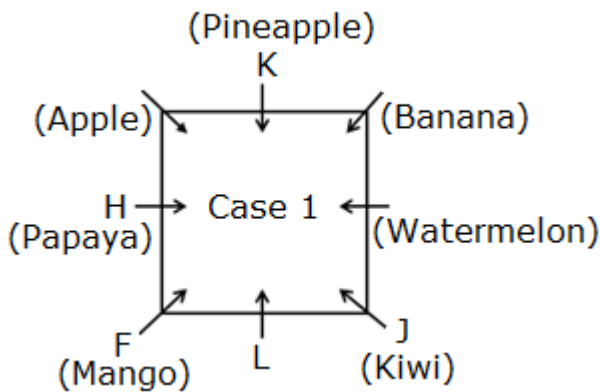 (Pineapple)
K
(Apple)
(Banana)
H
Case 1
(Papaya)
(Watermelon)
F
L
J
(Mango)
(Kiwi)